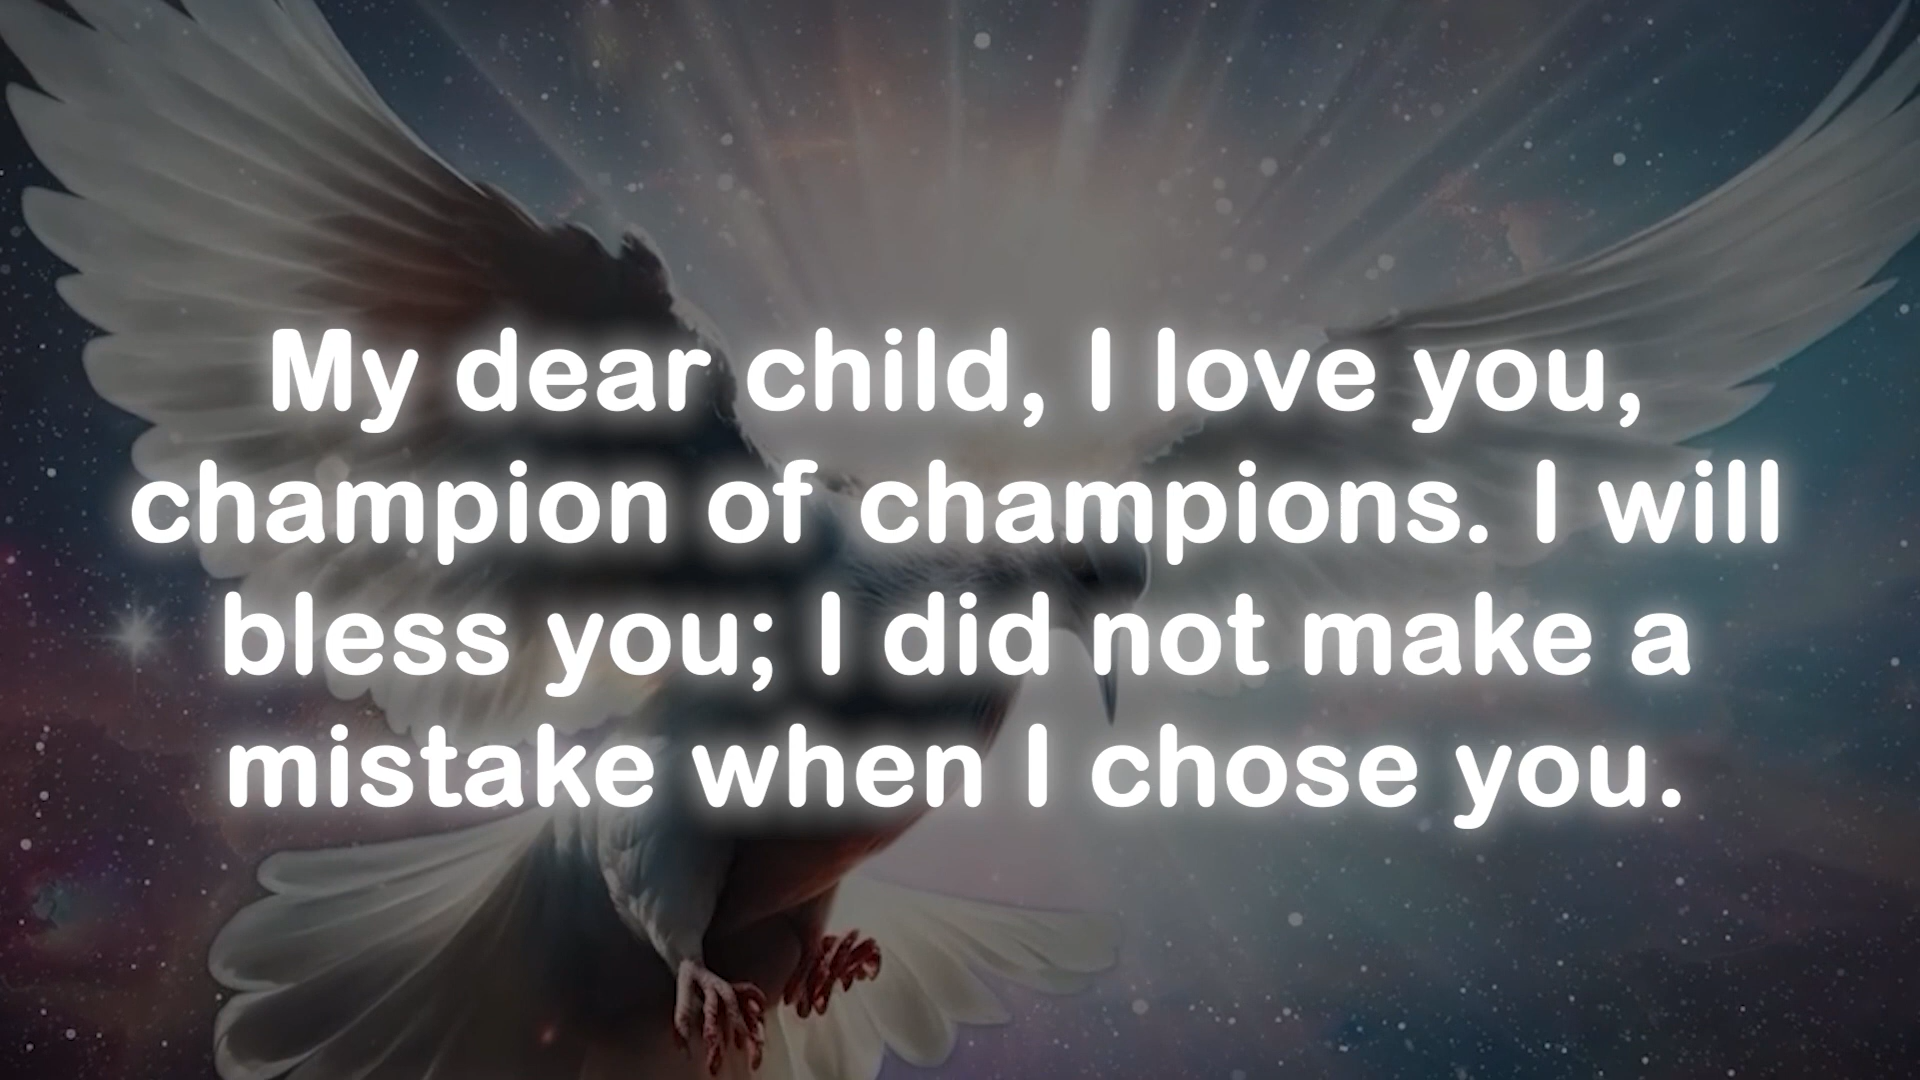 My dear child, I love you,
champion of champions. I will
bless you; I did not make a
mistake when I chose you.